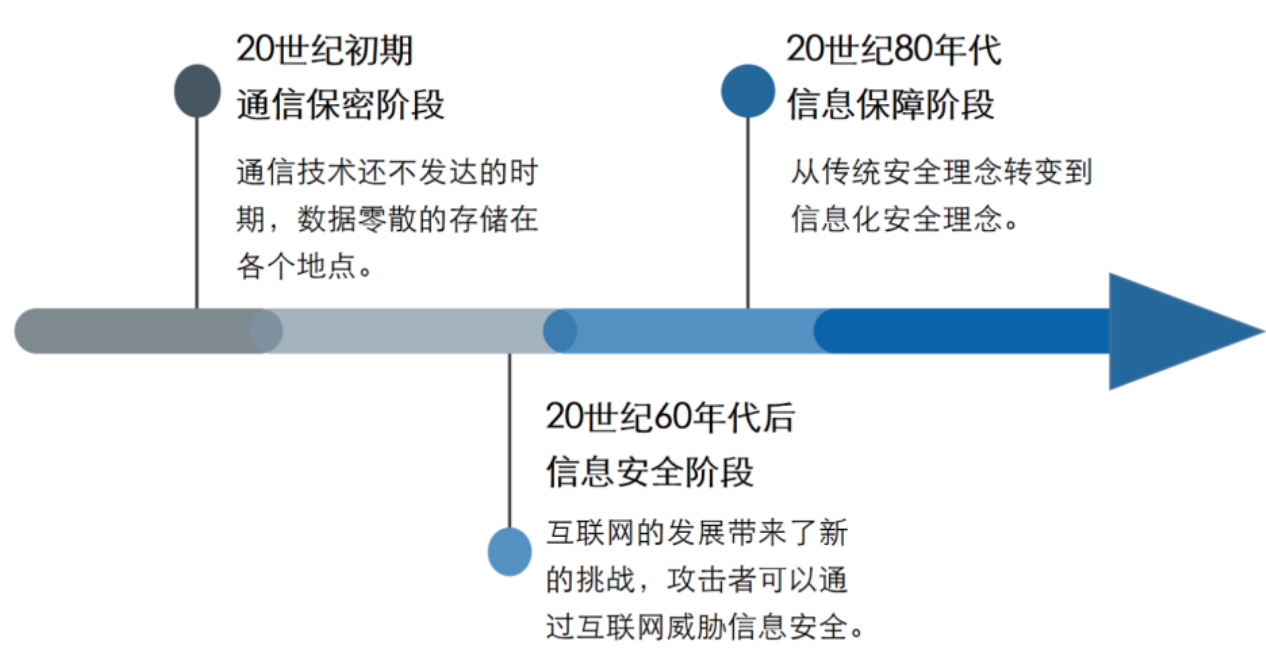 20世纪初期
通信保密阶段
通信技术还不发达的时
期，数据零散的存储在
各个地点。
20世纪60年代后
信息安全阶段
互联网的发展带来了新
的挑战，攻击者可以通
过互联网威胁信息安全。
20世纪80年代
信息保障阶段
从传统安全理念转变到
信息化安全理念。